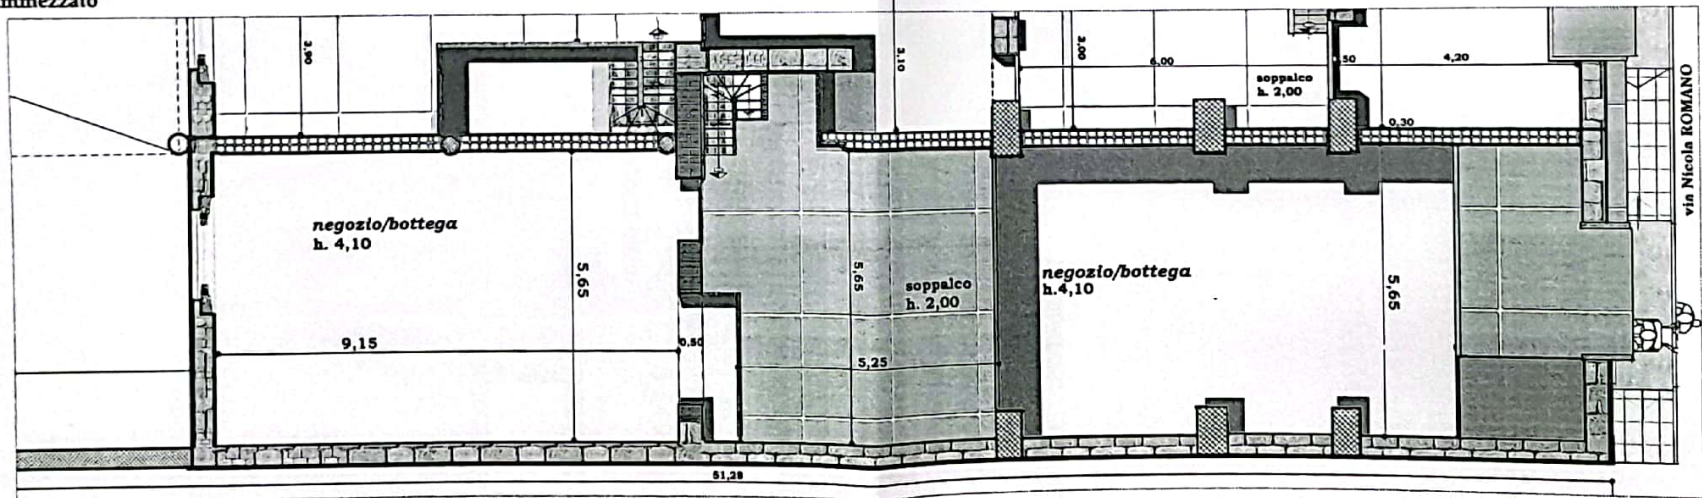 3,90
3,10
3,00
6,00
soppalco
h. 2,00
50
4,20
0,30
via Nicola ROMANO
negozio/bottega
h. 4,10
5,65
9,15
0,50
5,65
soppalco
h. 2,00
5,25
negozio/bottega
h.4,10
5,65
51,28